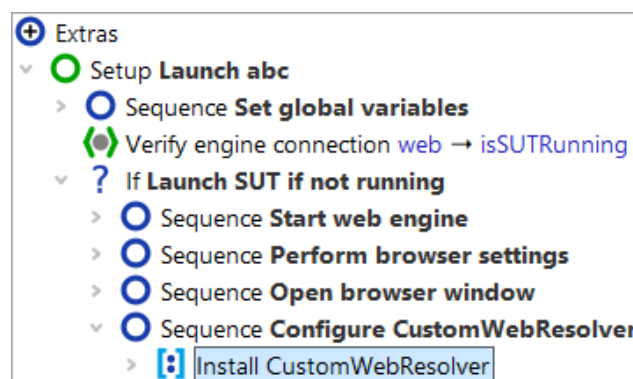 Extras
Setup Launch abc
Sequence Set global variables
Verify engine connection web → isSUTRunning
If Launch SUT if not running
Sequence Start web engine
Sequence Perform browser settings
Sequence Open browser window
Sequence Configure CustomWebResolver
Install CustomWebResolver